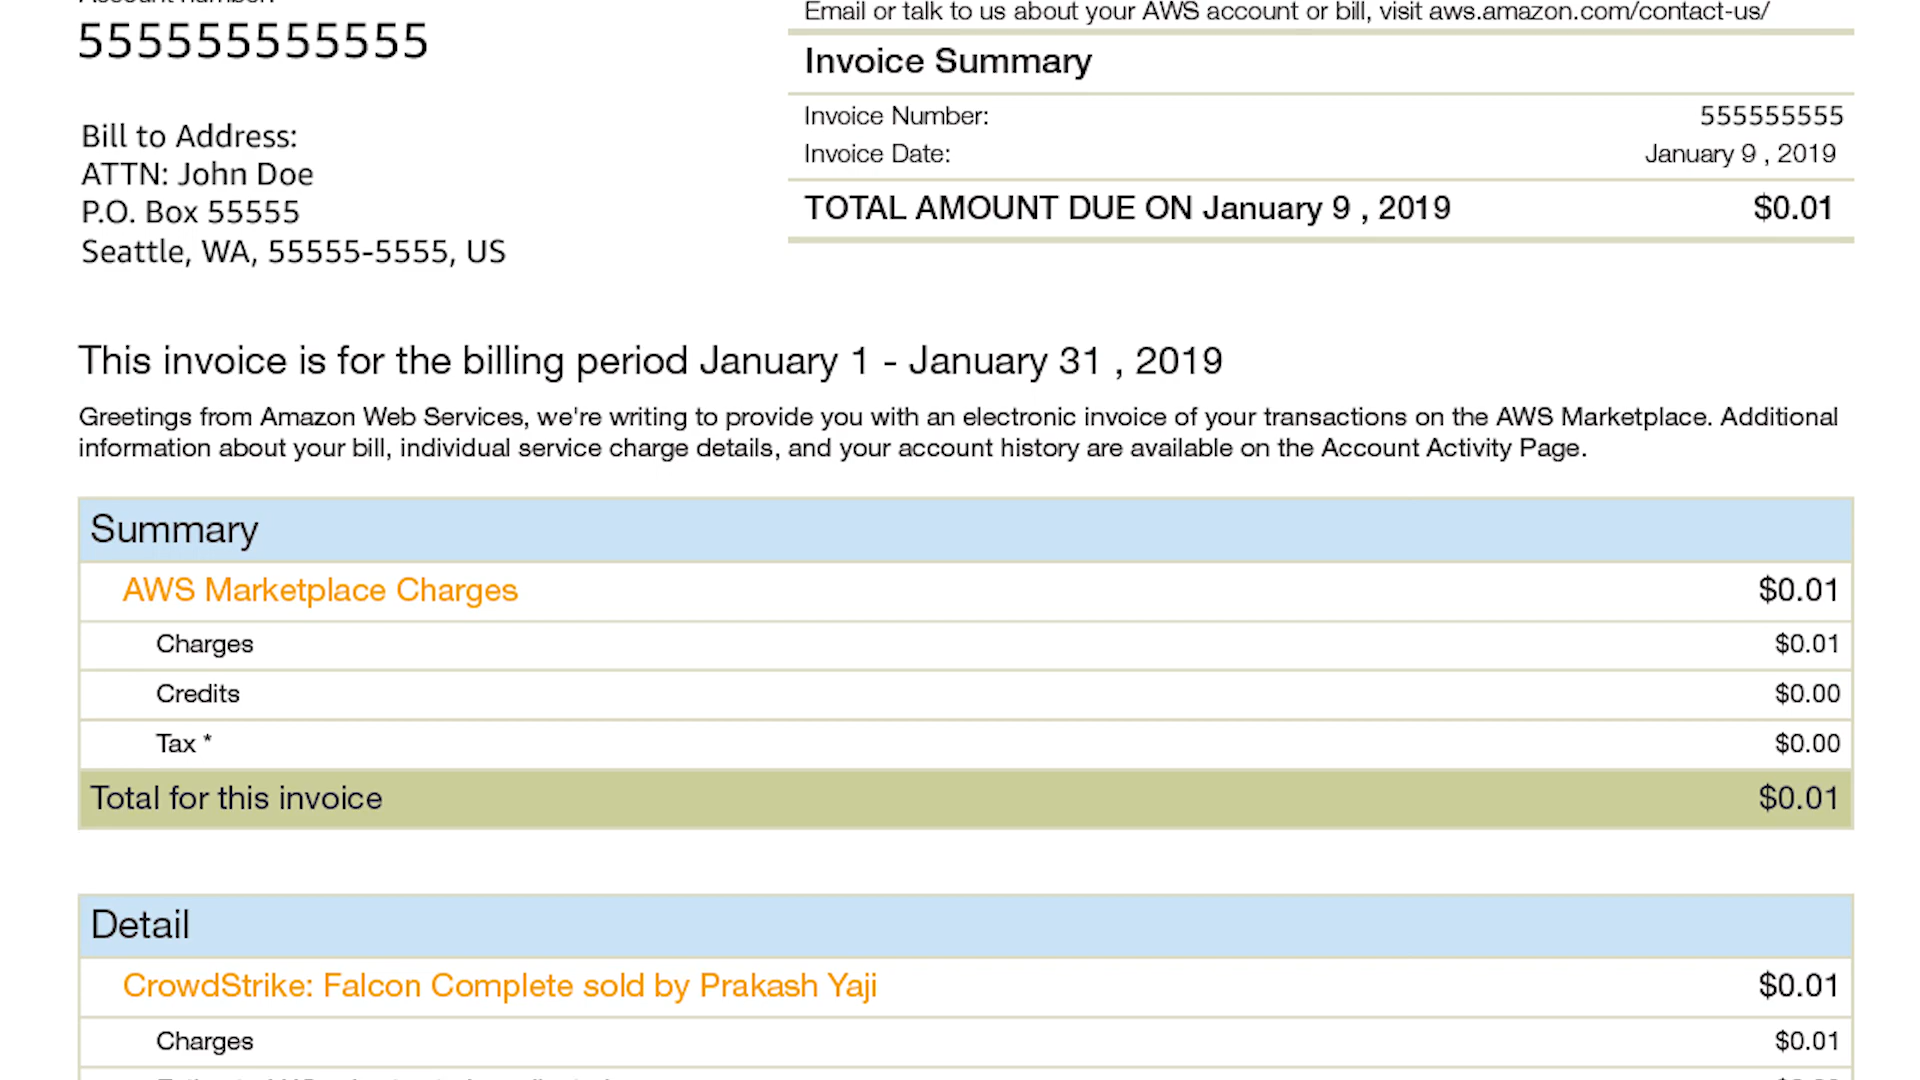 555555555555
Bill to Address:
ATTN: John Doe
P.O. Box 55555
Seattle, WA, 55555-5555, US
Email or talk to us about your AWS account or bill, visit aws.amazon.com/contact-us/
Invoice Summary
Invoice Number: 555555555
Invoice Date: January 9 , 2019
TOTAL AMOUNT DUE ON January 9 , 2019 $0.01
This invoice is for the billing period January 1 - January 31 , 2019
Greetings from Amazon Web Services, we're writing to provide you with an electronic invoice of your transactions on the AWS Marketplace. Additional
information about your bill, individual service charge details, and your account history are available on the Account Activity Page.
Summary
AWS Marketplace Charges $0.01
Charges $0.01
Credits $0.00
Tax * $0.00
Total for this invoice $0.01
Detail
CrowdStrike: Falcon Complete sold by Prakash Yaji $0.01
Charges $0.01